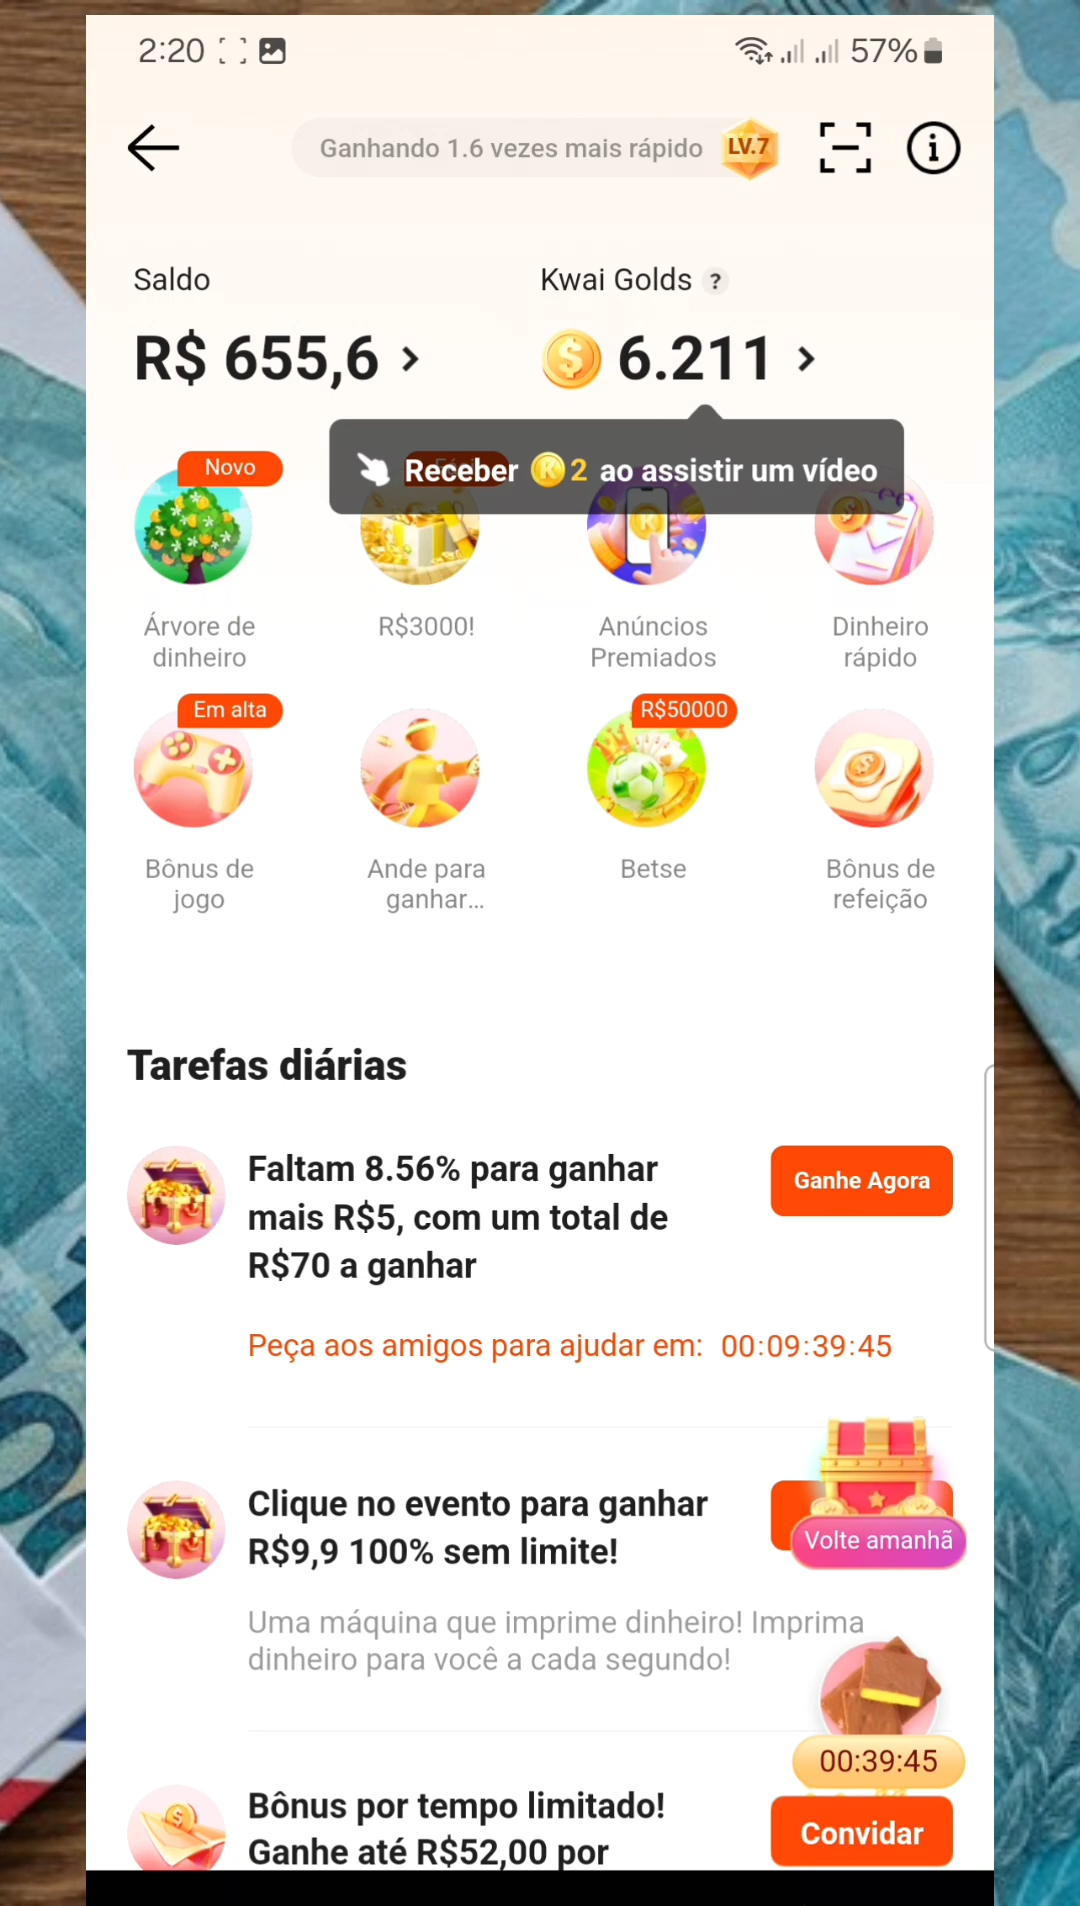 2:20
57%
Ganhando 1.6 vezes mais rápido
LV.7
Saldo
Kwai Golds ?
R$ 655,6 >
6.211 >
Receber K 2 ao assistir um vídeo
Novo
Árvore de
dinheiro
R$3000!
Anúncios
Premiados
Dinheiro
rápido
Em alta
R$50000
Bônus de
jogo
Ande para
ganhar...
Betse
Bônus de
refeição
Tarefas diárias
Faltam 8.56% para ganhar
mais R$5, com um total de
R$70 a ganhar
Ganhe Agora
Peça aos amigos para ajudar em: 00:09:39:45
Clique no evento para ganhar
R$9,9 100% sem limite!
Volte amanhã
Uma máquina que imprime dinheiro! Imprima
dinheiro para você a cada segundo!
00:39:45
Bônus por tempo limitado!
Ganhe até R$52,00 por
Convidar